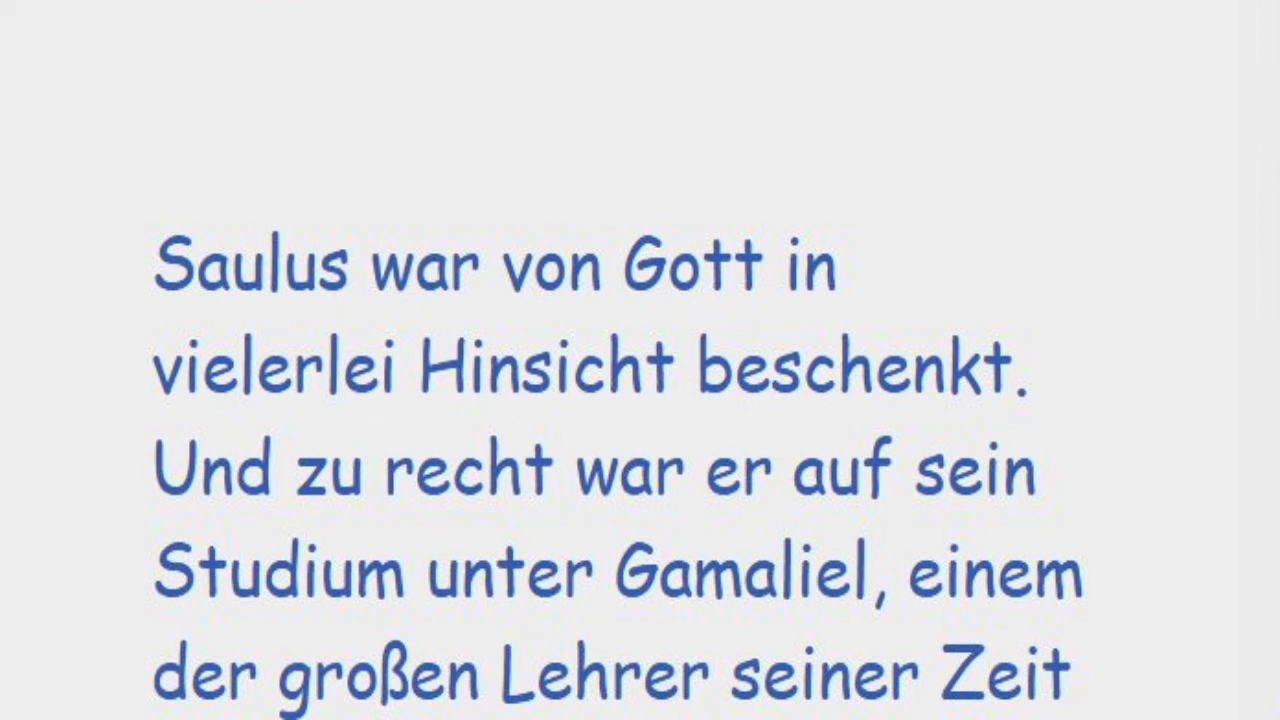 Saulus war von Gott in
vielerlei Hinsicht beschenkt.
Und zu recht war er auf sein
Studium unter Gamaliel, einem
der großen Lehrer seiner Zeit